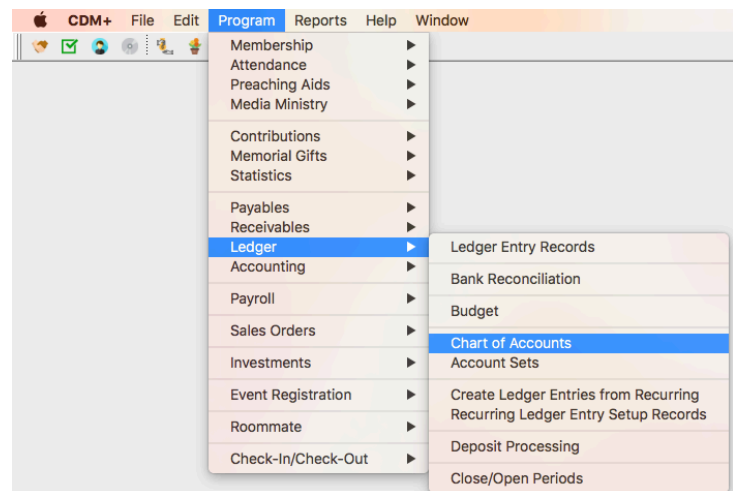 CDM+ File Edit Program Reports Help Window
Membership
Attendance
Preaching Aids
Media Ministry
Contributions
Memorial Gifts
Statistics
Payables
Receivables
Ledger
Accounting
Payroll
Sales Orders
Investments
Event Registration
Roommate
Check-In/Check-Out
Ledger Entry Records
Bank Reconciliation
Budget
Chart of Accounts
Account Sets
Create Ledger Entries from Recurring
Recurring Ledger Entry Setup Records
Deposit Processing
Close/Open Periods